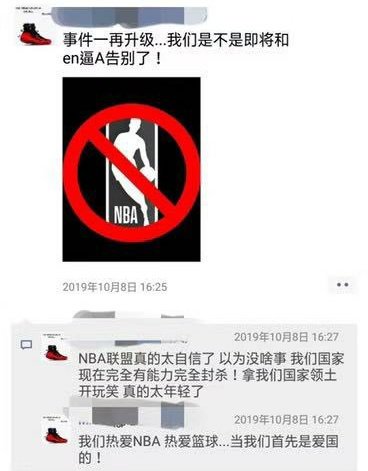 事件一再升级...我们是不是即将和
en逼A告别了！
NBA
2019年10月8日 16:25
2019年10月8日 16:27
NBA联盟真的太自信了 以为没啥事 我们国家
现在完全有能力完全封杀！拿我们国家领土
开玩笑 真的太年轻了
2019年10月8日 16:27
我们热爱NBA 热爱篮球...当我们首先是爱国
的！